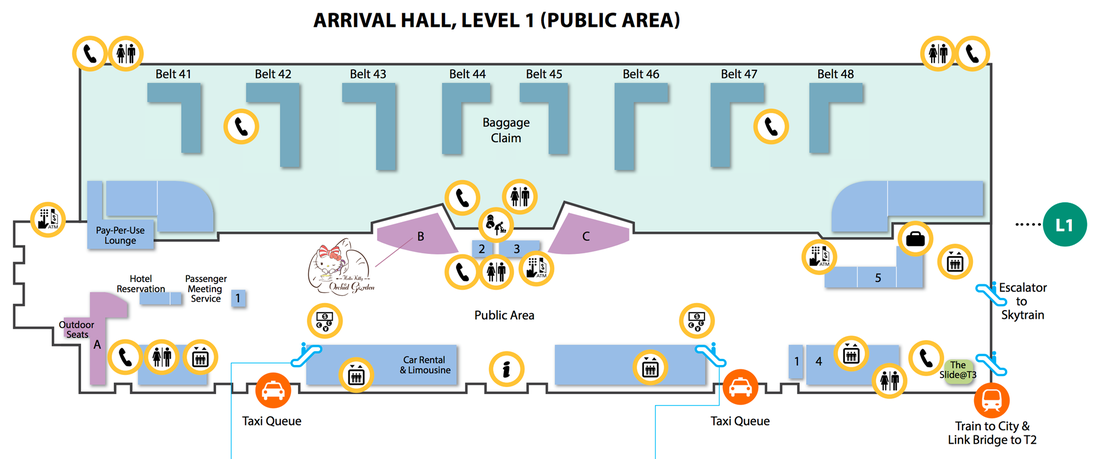 ARRIVAL HALL, LEVEL 1 (PUBLIC AREA)
Belt 41
Belt 42
Belt 43
Belt 44
Belt 45
Belt 46
Belt 47
Belt 48
Baggage
Claim
ATM
Pay-Per-Use
Lounge
B
2
3
C
ATM
ATM
5
L1
Hello Kitty
Orchid Garden
Hotel
Reservation
Passenger
Meeting
Service
1
Escalator
to
Skytrain
Public Area
Outdoor
Seats
A
Car Rental
& Limousine
i
1
4
The
Slide@T3
Taxi Queue
Taxi Queue
Train to City &
Link Bridge to T2